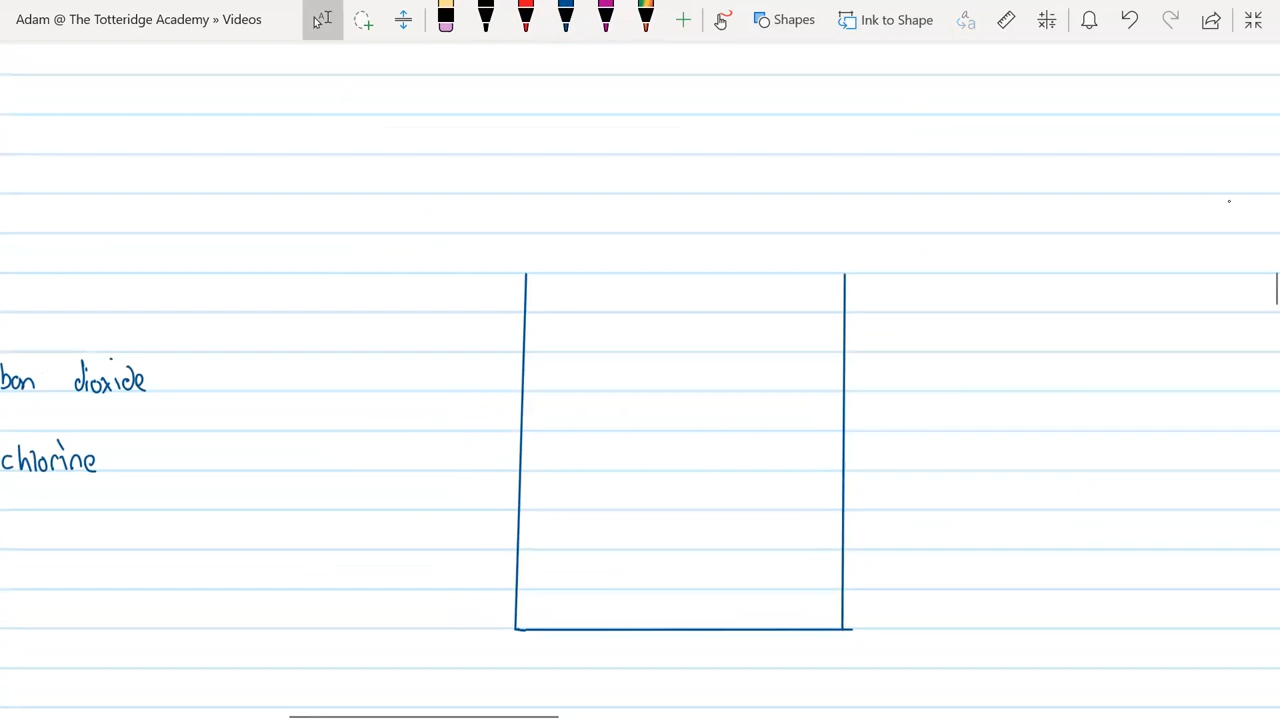 Adam @ The Totteridge Academy » Videos
Shapes
Ink to Shape
bon dioxide
chlorine